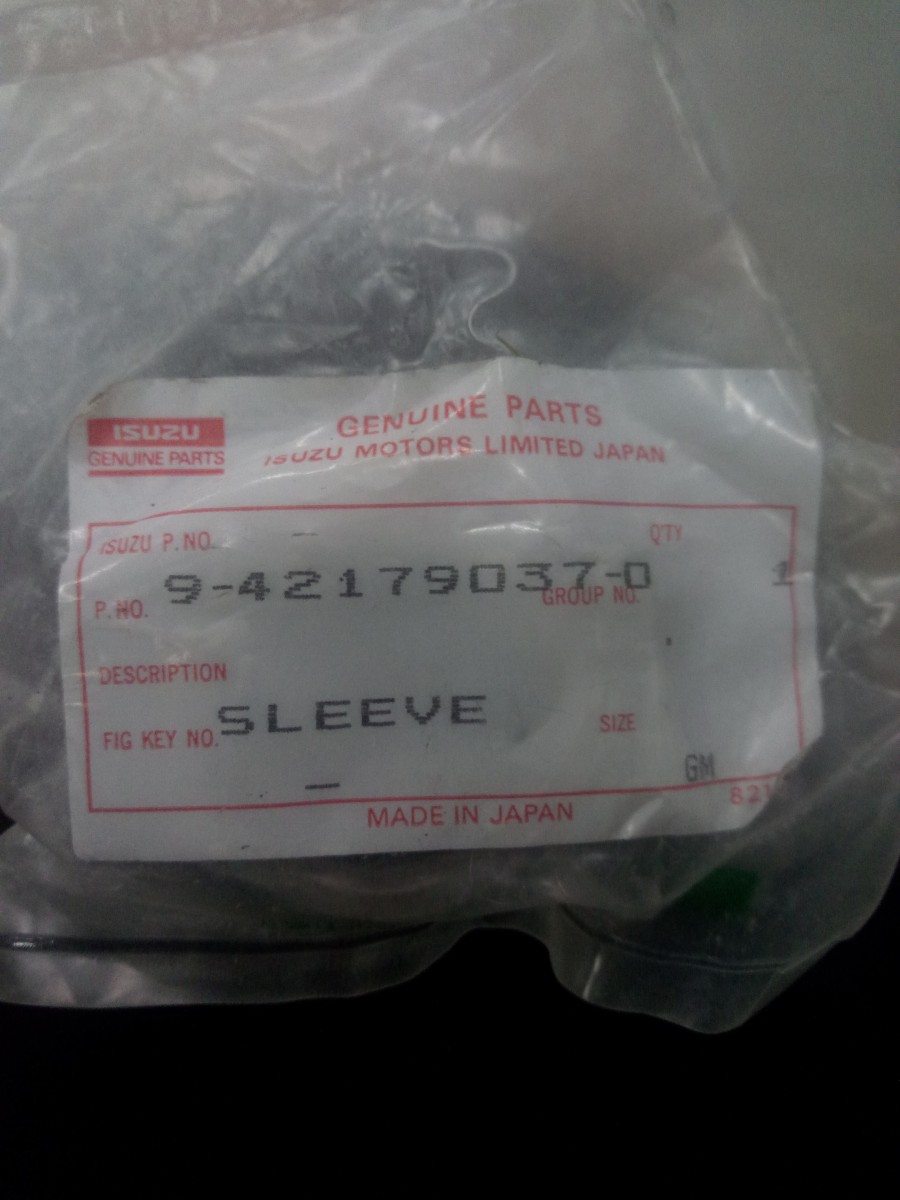 ISUZU
GENUINE PARTS
GENUINE PARTS
ISUZU MOTORS LIMITED JAPAN
ISUZU P.NO. Q'TY
9-42179037-0 1
P.NO. GROUP NO.
DESCRIPTION
SLEEVE
FIG KEY NO. SIZE
— GM
MADE IN JAPAN